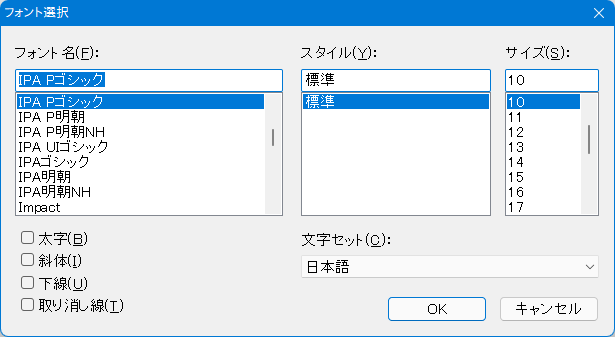 フォント選択
フォント名(F):
スタイル(Y):
サイズ(S):
IPA Pゴシック
標準
10
IPA Pゴシック
標準
10
IPA P明朝
11
IPA P明朝NH
12
IPA UIゴシック
13
IPAゴシック
14
IPA明朝
15
IPA明朝NH
16
Impact
17
太字(B)
文字セット(C):
斜体(I)
日本語
下線(U)
取り消し線(T)
OK
キャンセル